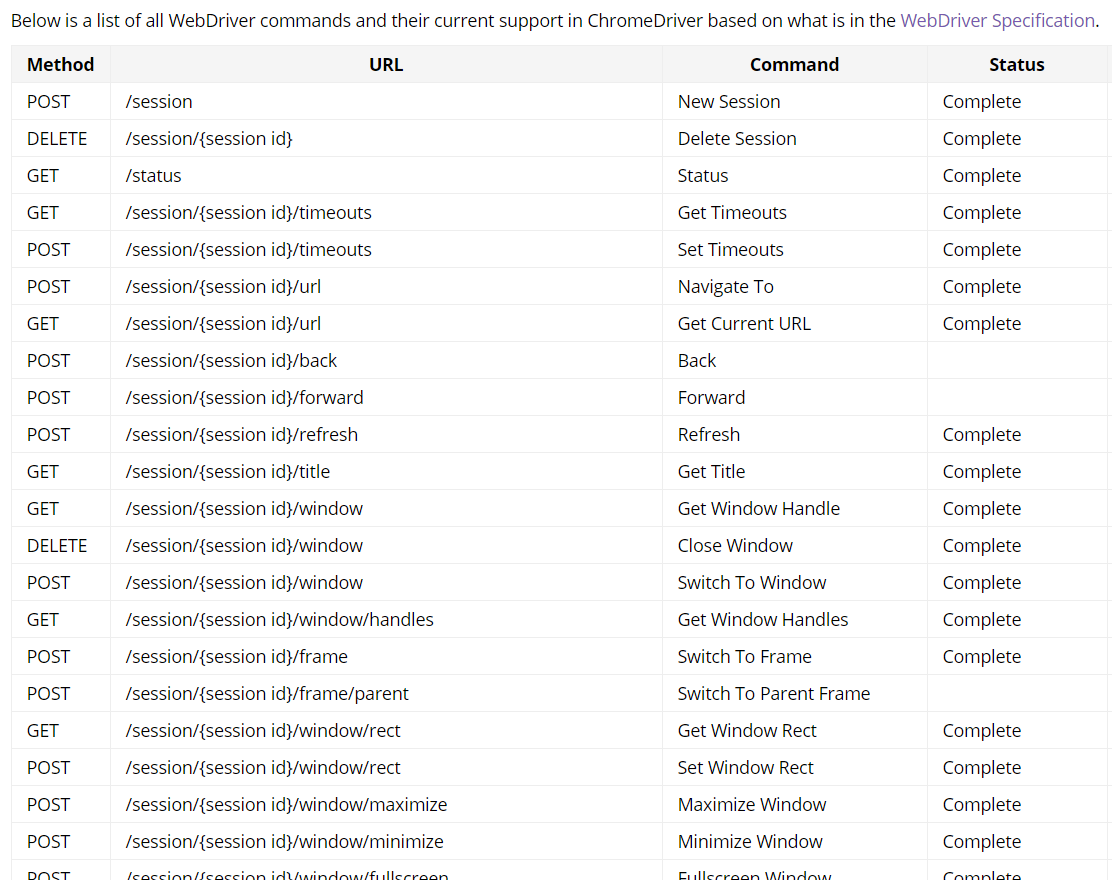 Below is a list of all WebDriver commands and their current support in ChromeDriver based on what is in the WebDriver Specification.
Method URL Command Status
POST /session New Session Complete
DELETE /session/{session id} Delete Session Complete
GET /status Status Complete
GET /session/{session id}/timeouts Get Timeouts Complete
POST /session/{session id}/timeouts Set Timeouts Complete
POST /session/{session id}/url Navigate To Complete
GET /session/{session id}/url Get Current URL Complete
POST /session/{session id}/back Back
POST /session/{session id}/forward Forward
POST /session/{session id}/refresh Refresh Complete
GET /session/{session id}/title Get Title Complete
GET /session/{session id}/window Get Window Handle Complete
DELETE /session/{session id}/window Close Window Complete
POST /session/{session id}/window Switch To Window Complete
GET /session/{session id}/window/handles Get Window Handles Complete
POST /session/{session id}/frame Switch To Frame Complete
POST /session/{session id}/frame/parent Switch To Parent Frame
GET /session/{session id}/window/rect Get Window Rect Complete
POST /session/{session id}/window/rect Set Window Rect Complete
POST /session/{session id}/window/maximize Maximize Window Complete
POST /session/{session id}/window/minimize Minimize Window Complete
POST /session/{session id}/window/fullscreen Fullscreen Window Complete